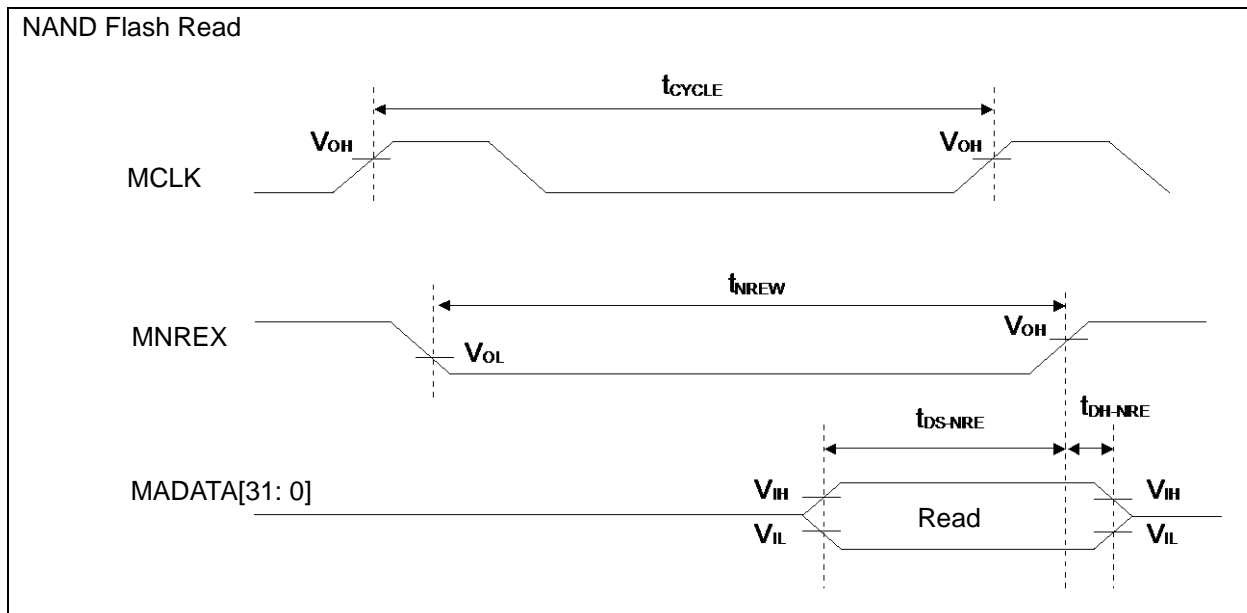 NAND Flash Read
tCYCLE
VOH
VOH
MCLK
tNREW
MNREX
VOL
VOH
tDS-NRE
tDH-NRE
MADATA[31: 0]
VIH
VIH
Read
VIL
VIL